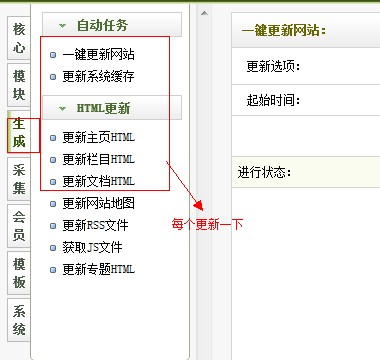 核心
模块
生成
采集
会员
模板
系统
自动任务
一键更新网站
更新系统缓存
HTML更新
更新主页HTML
更新栏目HTML
更新文档HTML
更新网站地图
更新RSS文件
获取JS文件
更新专题HTML
每个更新一下
一键更新网站：
更新选项：
起始时间：
进行状态：